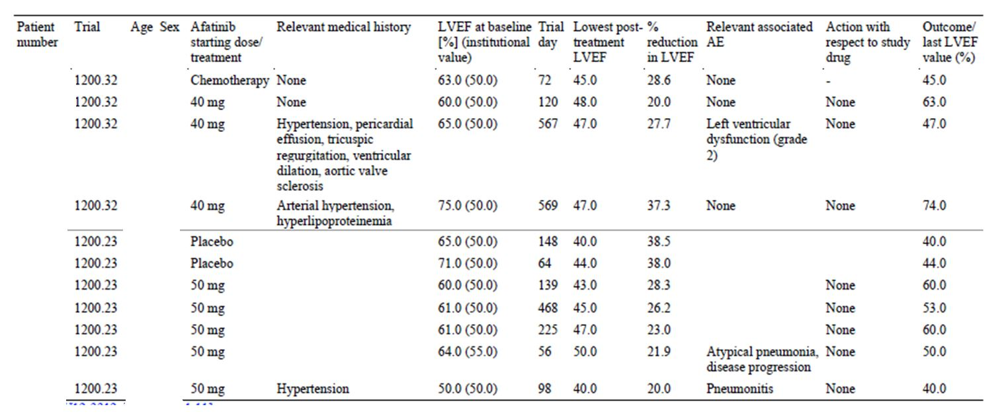 Patient number Trial Age Sex Afatinib starting dose/ treatment Relevant medical history LVEF at baseline [%] (institutional value) Trial day Lowest post-treatment LVEF % reduction in LVEF Relevant associated AE Action with respect to study drug Outcome/ last LVEF value (%)
1200.32 Chemotherapy None 63.0 (50.0) 72 45.0 28.6 None - 45.0
1200.32 40 mg None 60.0 (50.0) 120 48.0 20.0 None None 63.0
1200.32 40 mg Hypertension, pericardial effusion, tricuspic regurgitation, ventricular dilation, aortic valve sclerosis 65.0 (50.0) 567 47.0 27.7 Left ventricular dysfunction (grade 2) None 47.0
1200.32 40 mg Arterial hypertension, hyperlipoproteinemia 75.0 (50.0) 569 47.0 37.3 None None 74.0
1200.23 Placebo 65.0 (50.0) 148 40.0 38.5 40.0
1200.23 Placebo 71.0 (50.0) 64 44.0 38.0 44.0
1200.23 50 mg 60.0 (50.0) 139 43.0 28.3 None 60.0
1200.23 50 mg 61.0 (50.0) 468 45.0 26.2 None 53.0
1200.23 50 mg 61.0 (50.0) 225 47.0 23.0 None 60.0
1200.23 50 mg 64.0 (55.0) 56 50.0 21.9 Atypical pneumonia, disease progression None 50.0
1200.23 50 mg Hypertension 50.0 (50.0) 98 40.0 20.0 Pneumonitis None 40.0